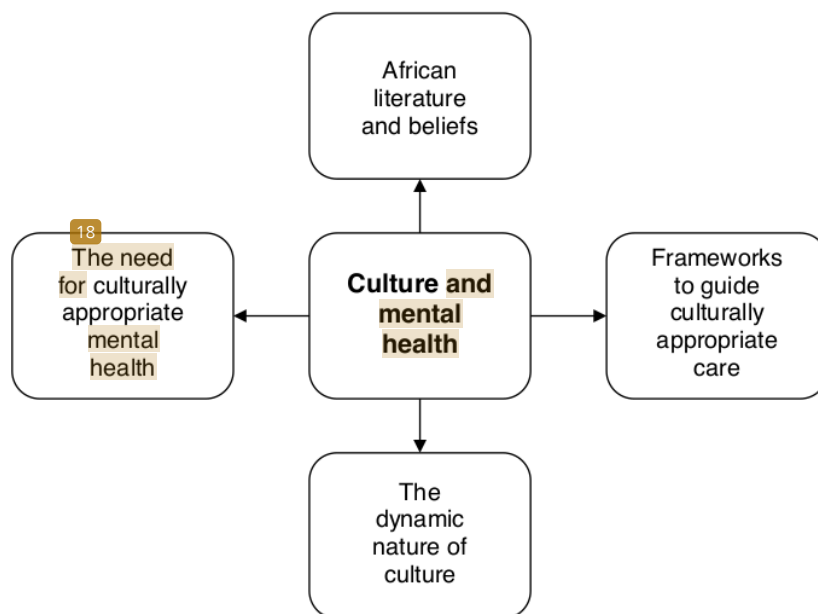 African
literature
and beliefs
18
The need
for culturally
appropriate
mental
health
Culture and
mental
health
Frameworks
to guide
culturally
appropriate
care
The
dynamic
nature of
culture